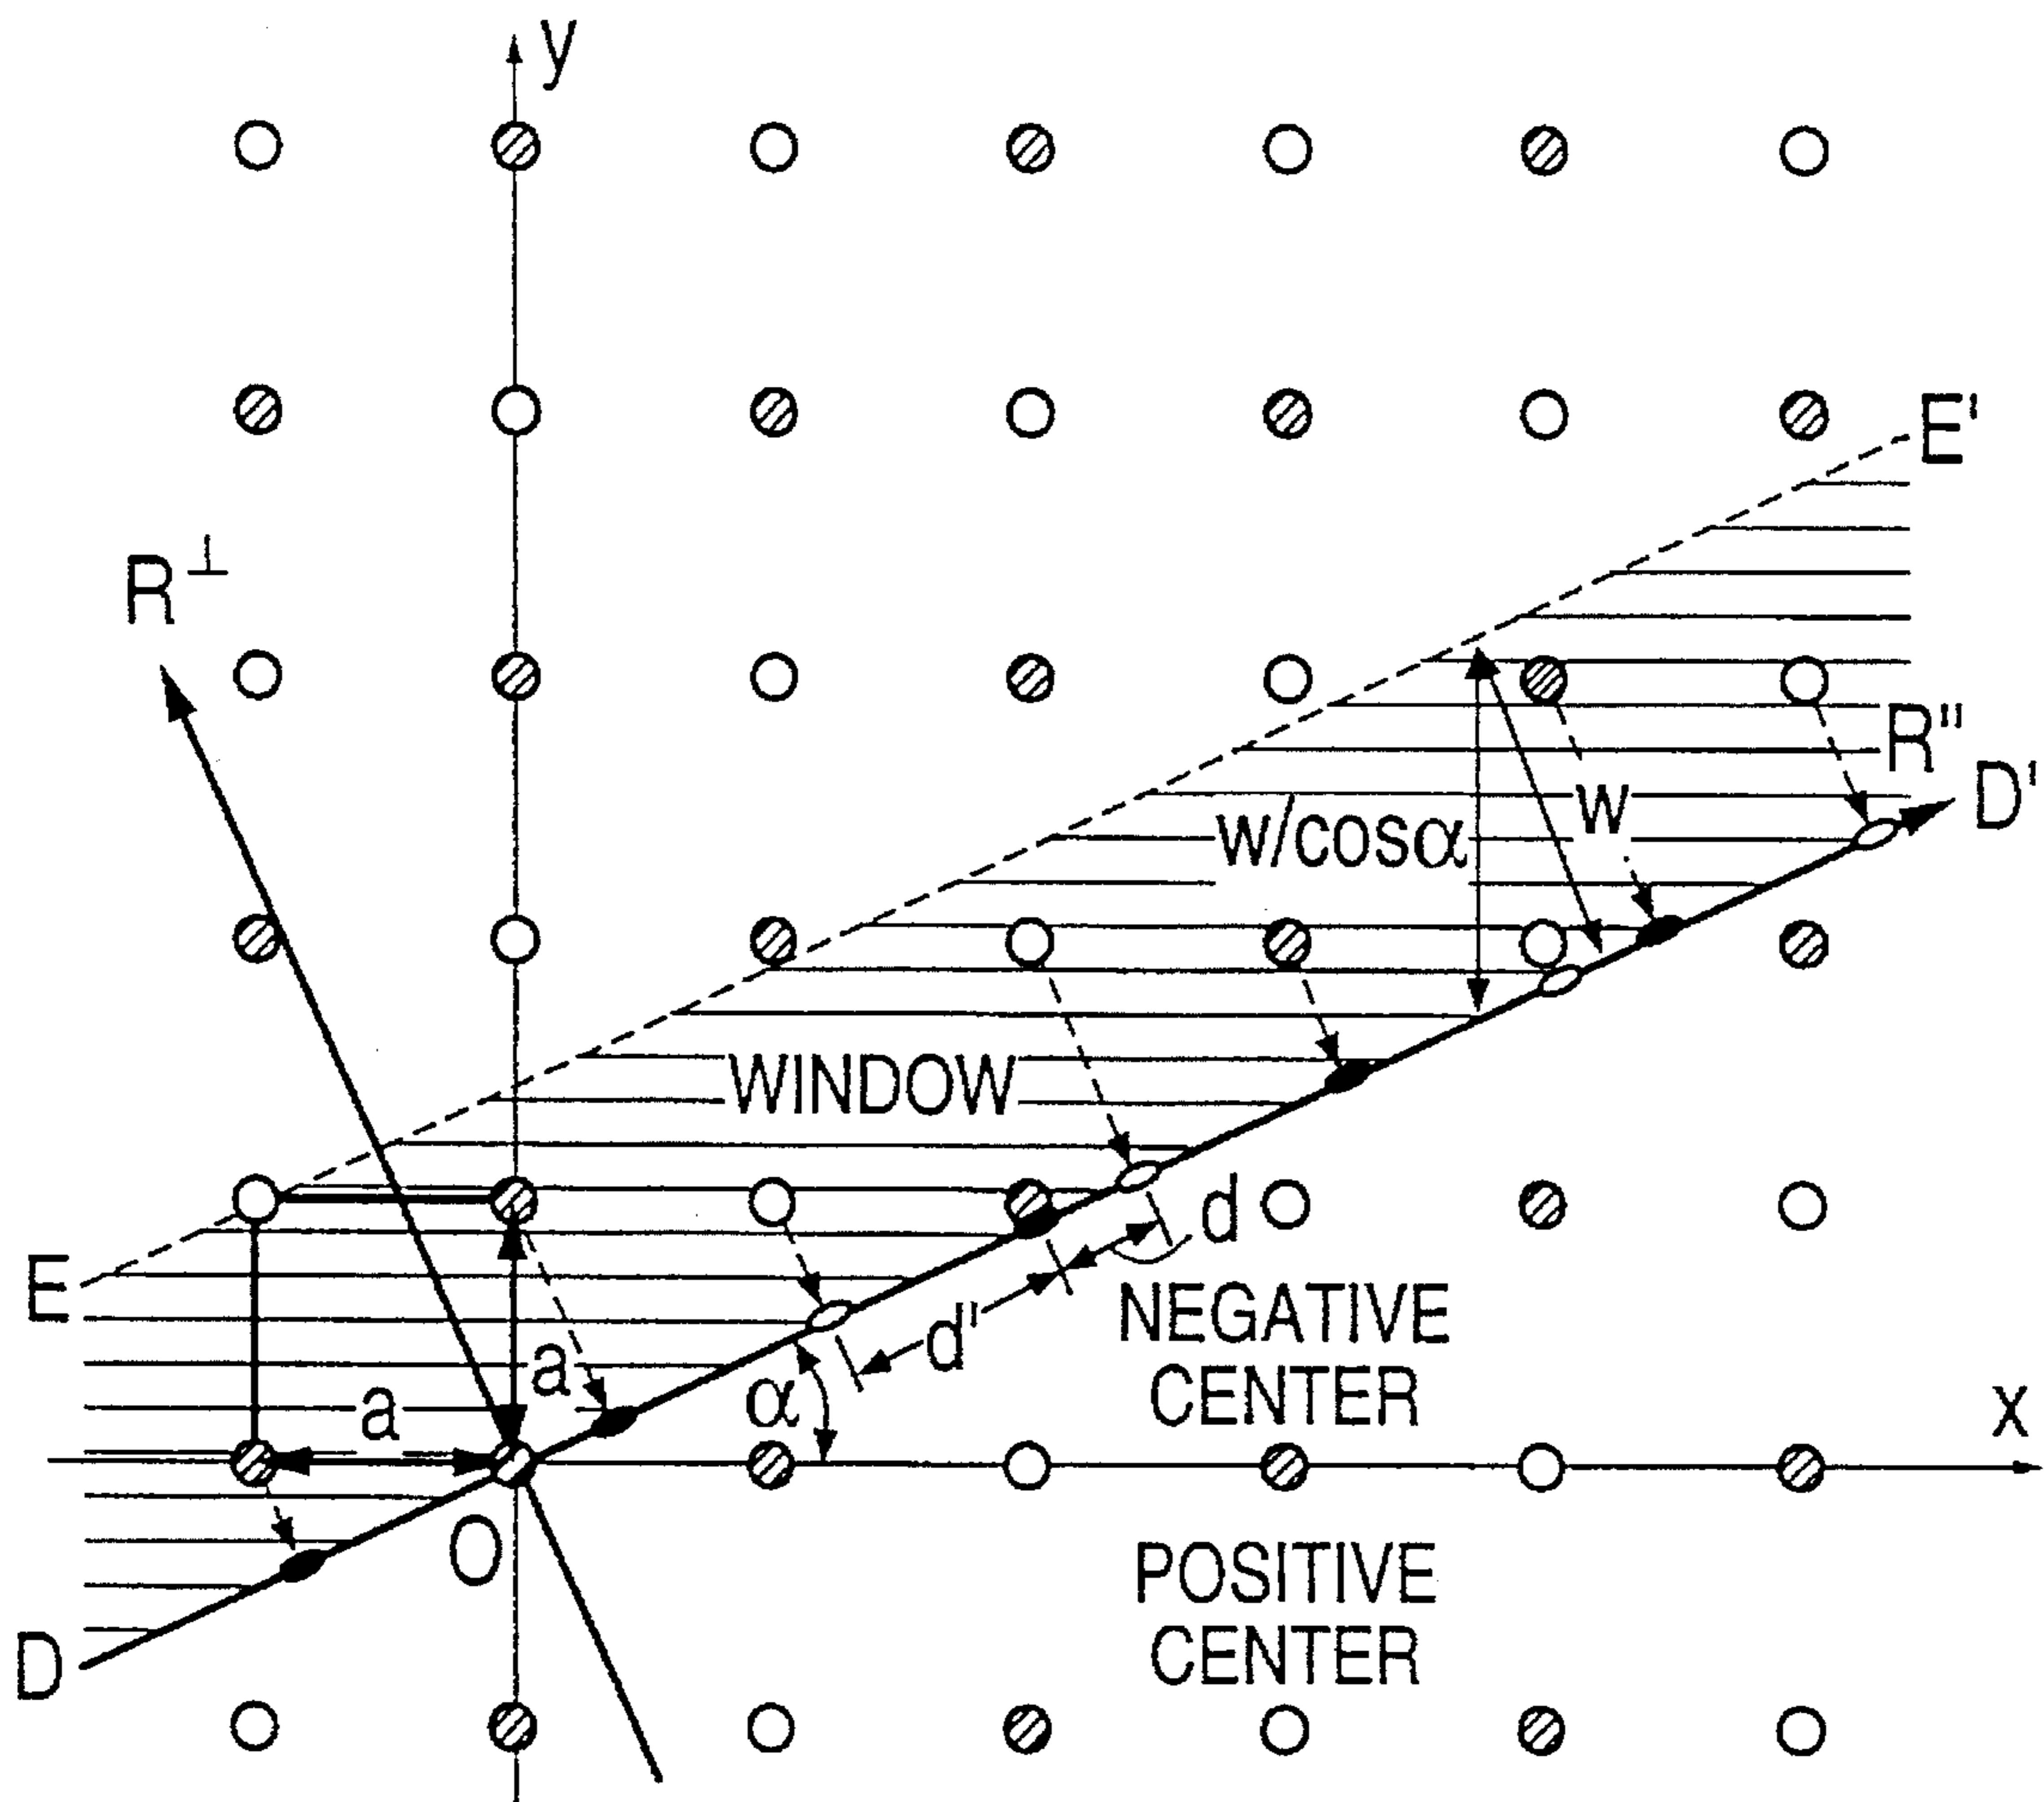 y
E'
R⊥
R"
D'
W
W/COSα
WINDOW
d
E
NEGATIVE
CENTER
d'
a
α
a
X
O
POSITIVE
CENTER
D